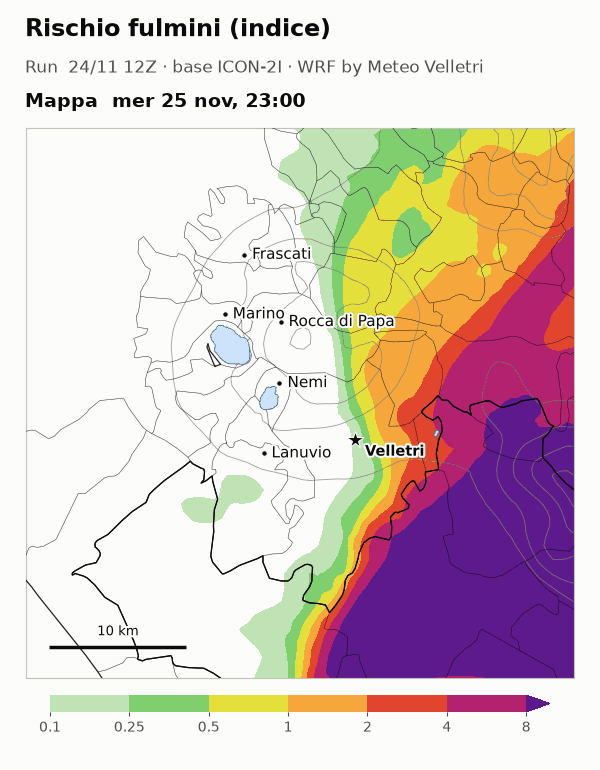 Rischio fulmini (indice)
Run 24/11 12Z · base ICON-2I · WRF by Meteo Velletri
Mappa mer 25 nov, 23:00
Frascati
Marino
Rocca di Papa
Nemi
Velletri
Lanuvio
10 km
0.1 0.25 0.5 1 2 4 8